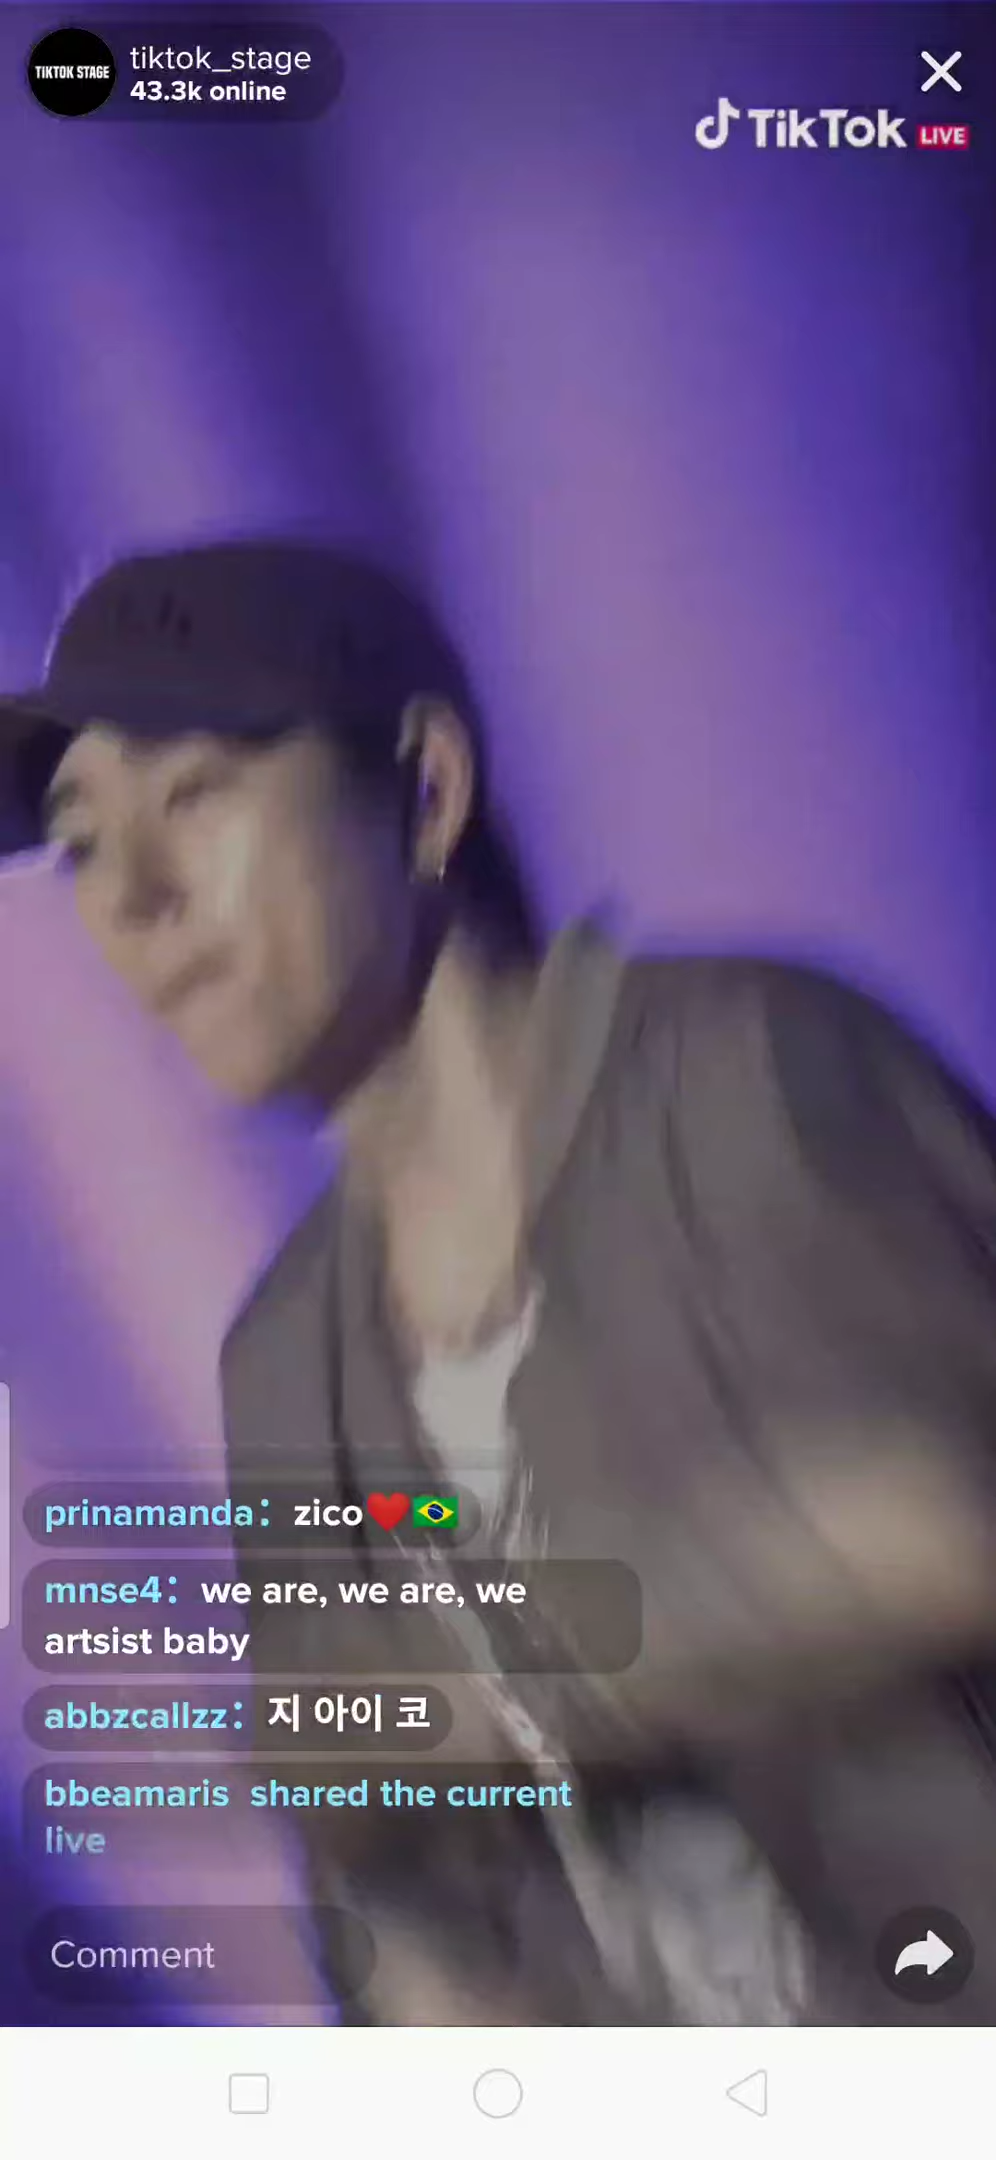 TIKTOK STAGE
tiktok_stage
43.3k online
TikTok LIVE
prinamanda: zico❤️🇧🇷
mnse4: we are, we are, we
artsist baby
abbzcallzz: 지 아이 코
bbeamaris shared the current
live
Comment